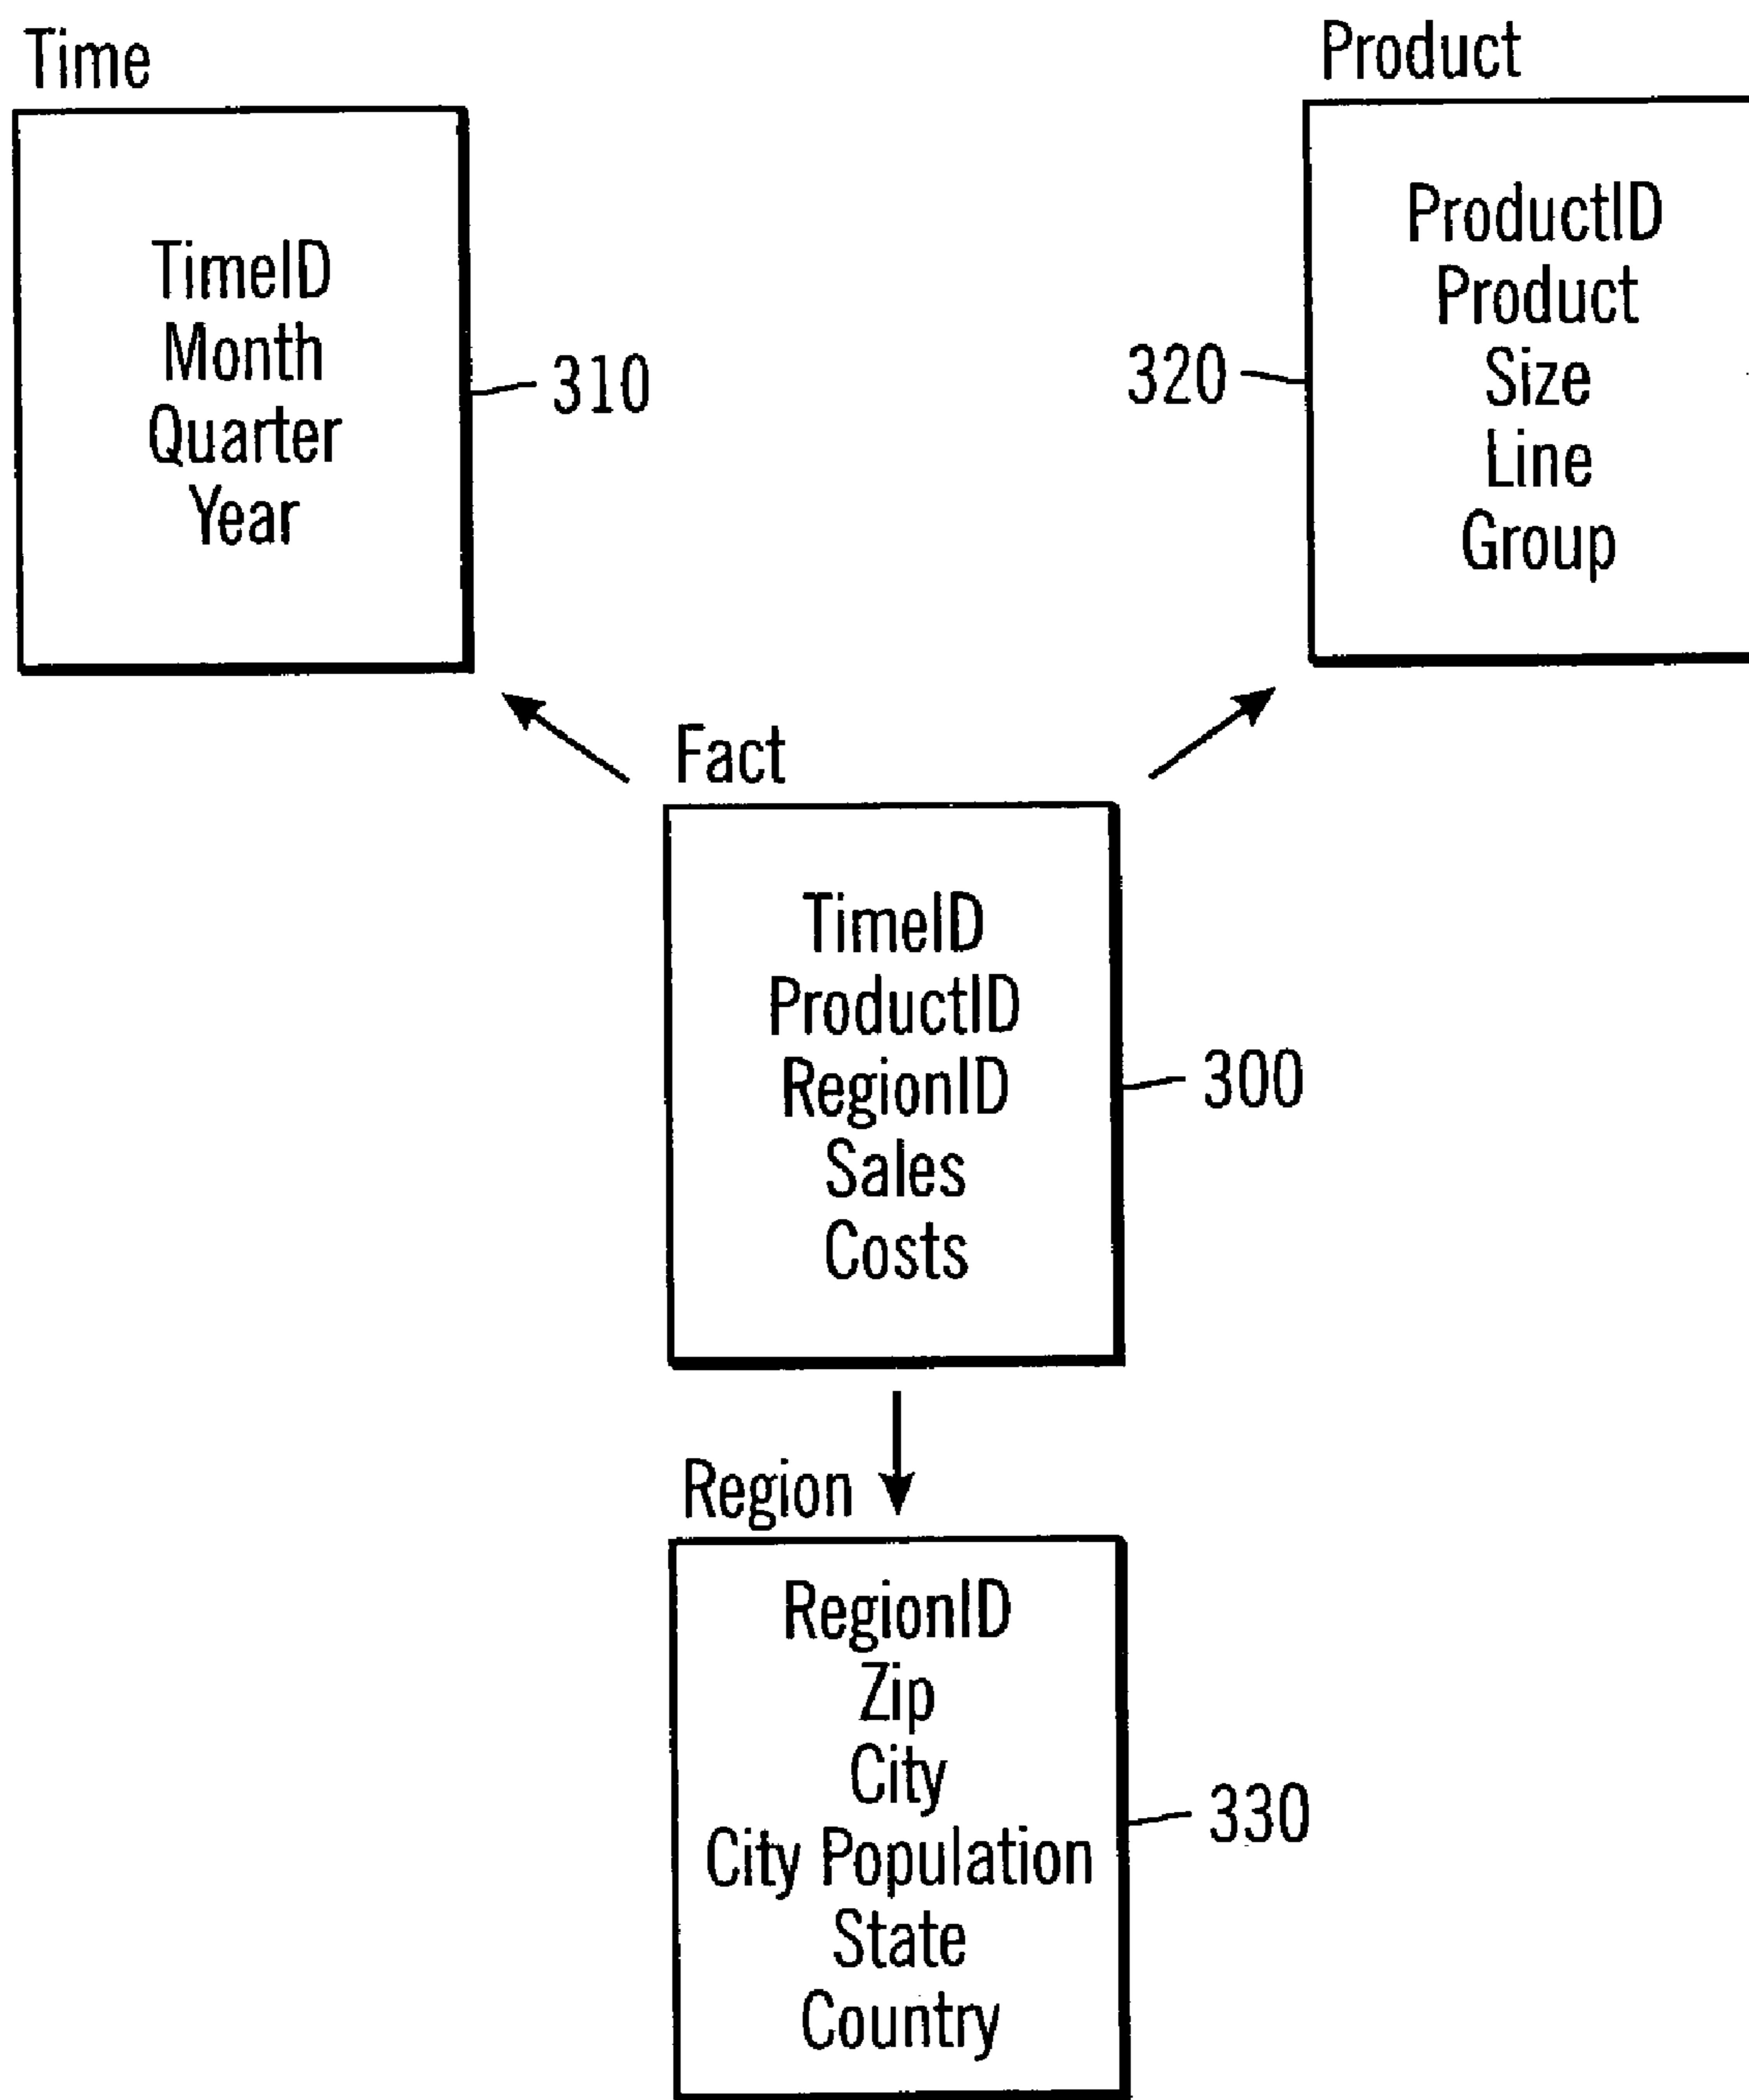 Time
TimeID
Month
Quarter
Year
310
Product
ProductID
Product
Size
Line
Group
320
Fact
TimeID
ProductID
RegionID
Sales
Costs
300
Region
RegionID
Zip
City
City Population
State
Country
330